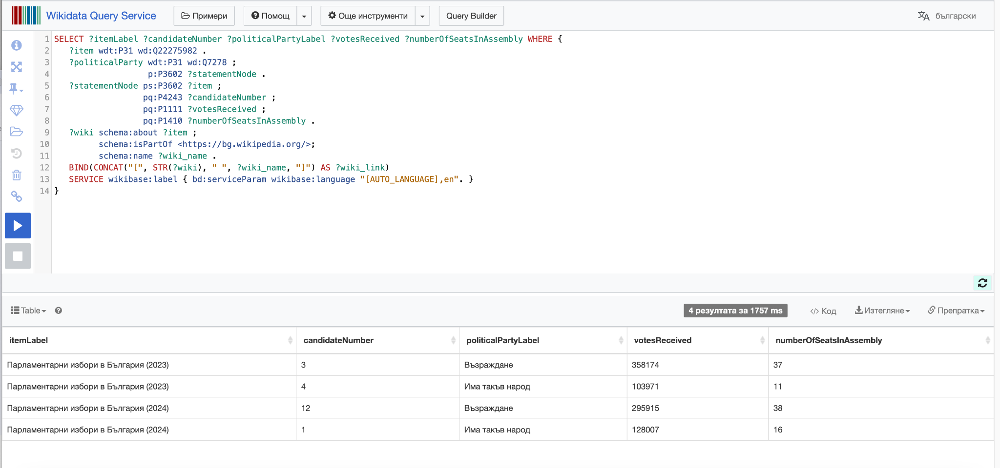 Wikidata Query Service
Примери
Помощ
Още инструменти
Query Builder
български
1 SELECT ?itemLabel ?candidateNumber ?politicalPartyLabel ?votesReceived ?numberOfSeatsInAssembly WHERE {
2 ?item wdt:P31 wd:Q22275982 .
3 ?politicalParty wdt:P31 wd:Q7278 ;
4 p:P3602 ?statementNode .
5 ?statementNode ps:P3602 ?item ;
6 pq:P4243 ?candidateNumber ;
7 pq:P1111 ?votesReceived ;
8 pq:P1410 ?numberOfSeatsInAssembly .
9 ?wiki schema:about ?item ;
10 schema:isPartOf <https://bg.wikipedia.org/>;
11 schema:name ?wiki_name .
12 BIND(CONCAT("[", STR(?wiki), " ", ?wiki_name, "]") AS ?wiki_link)
13 SERVICE wikibase:label { bd:serviceParam wikibase:language "[AUTO_LANGUAGE],en". }
14 }
Table
4 резултата за 1757 ms
</> Код
Изтегляне
Препратка
itemLabel candidateNumber politicalPartyLabel votesReceived numberOfSeatsInAssembly
Парламентарни избори в България (2023) 3 Възраждане 358174 37
Парламентарни избори в България (2023) 4 Има такъв народ 103971 11
Парламентарни избори в България (2024) 12 Възраждане 295915 38
Парламентарни избори в България (2024) 1 Има такъв народ 128007 16